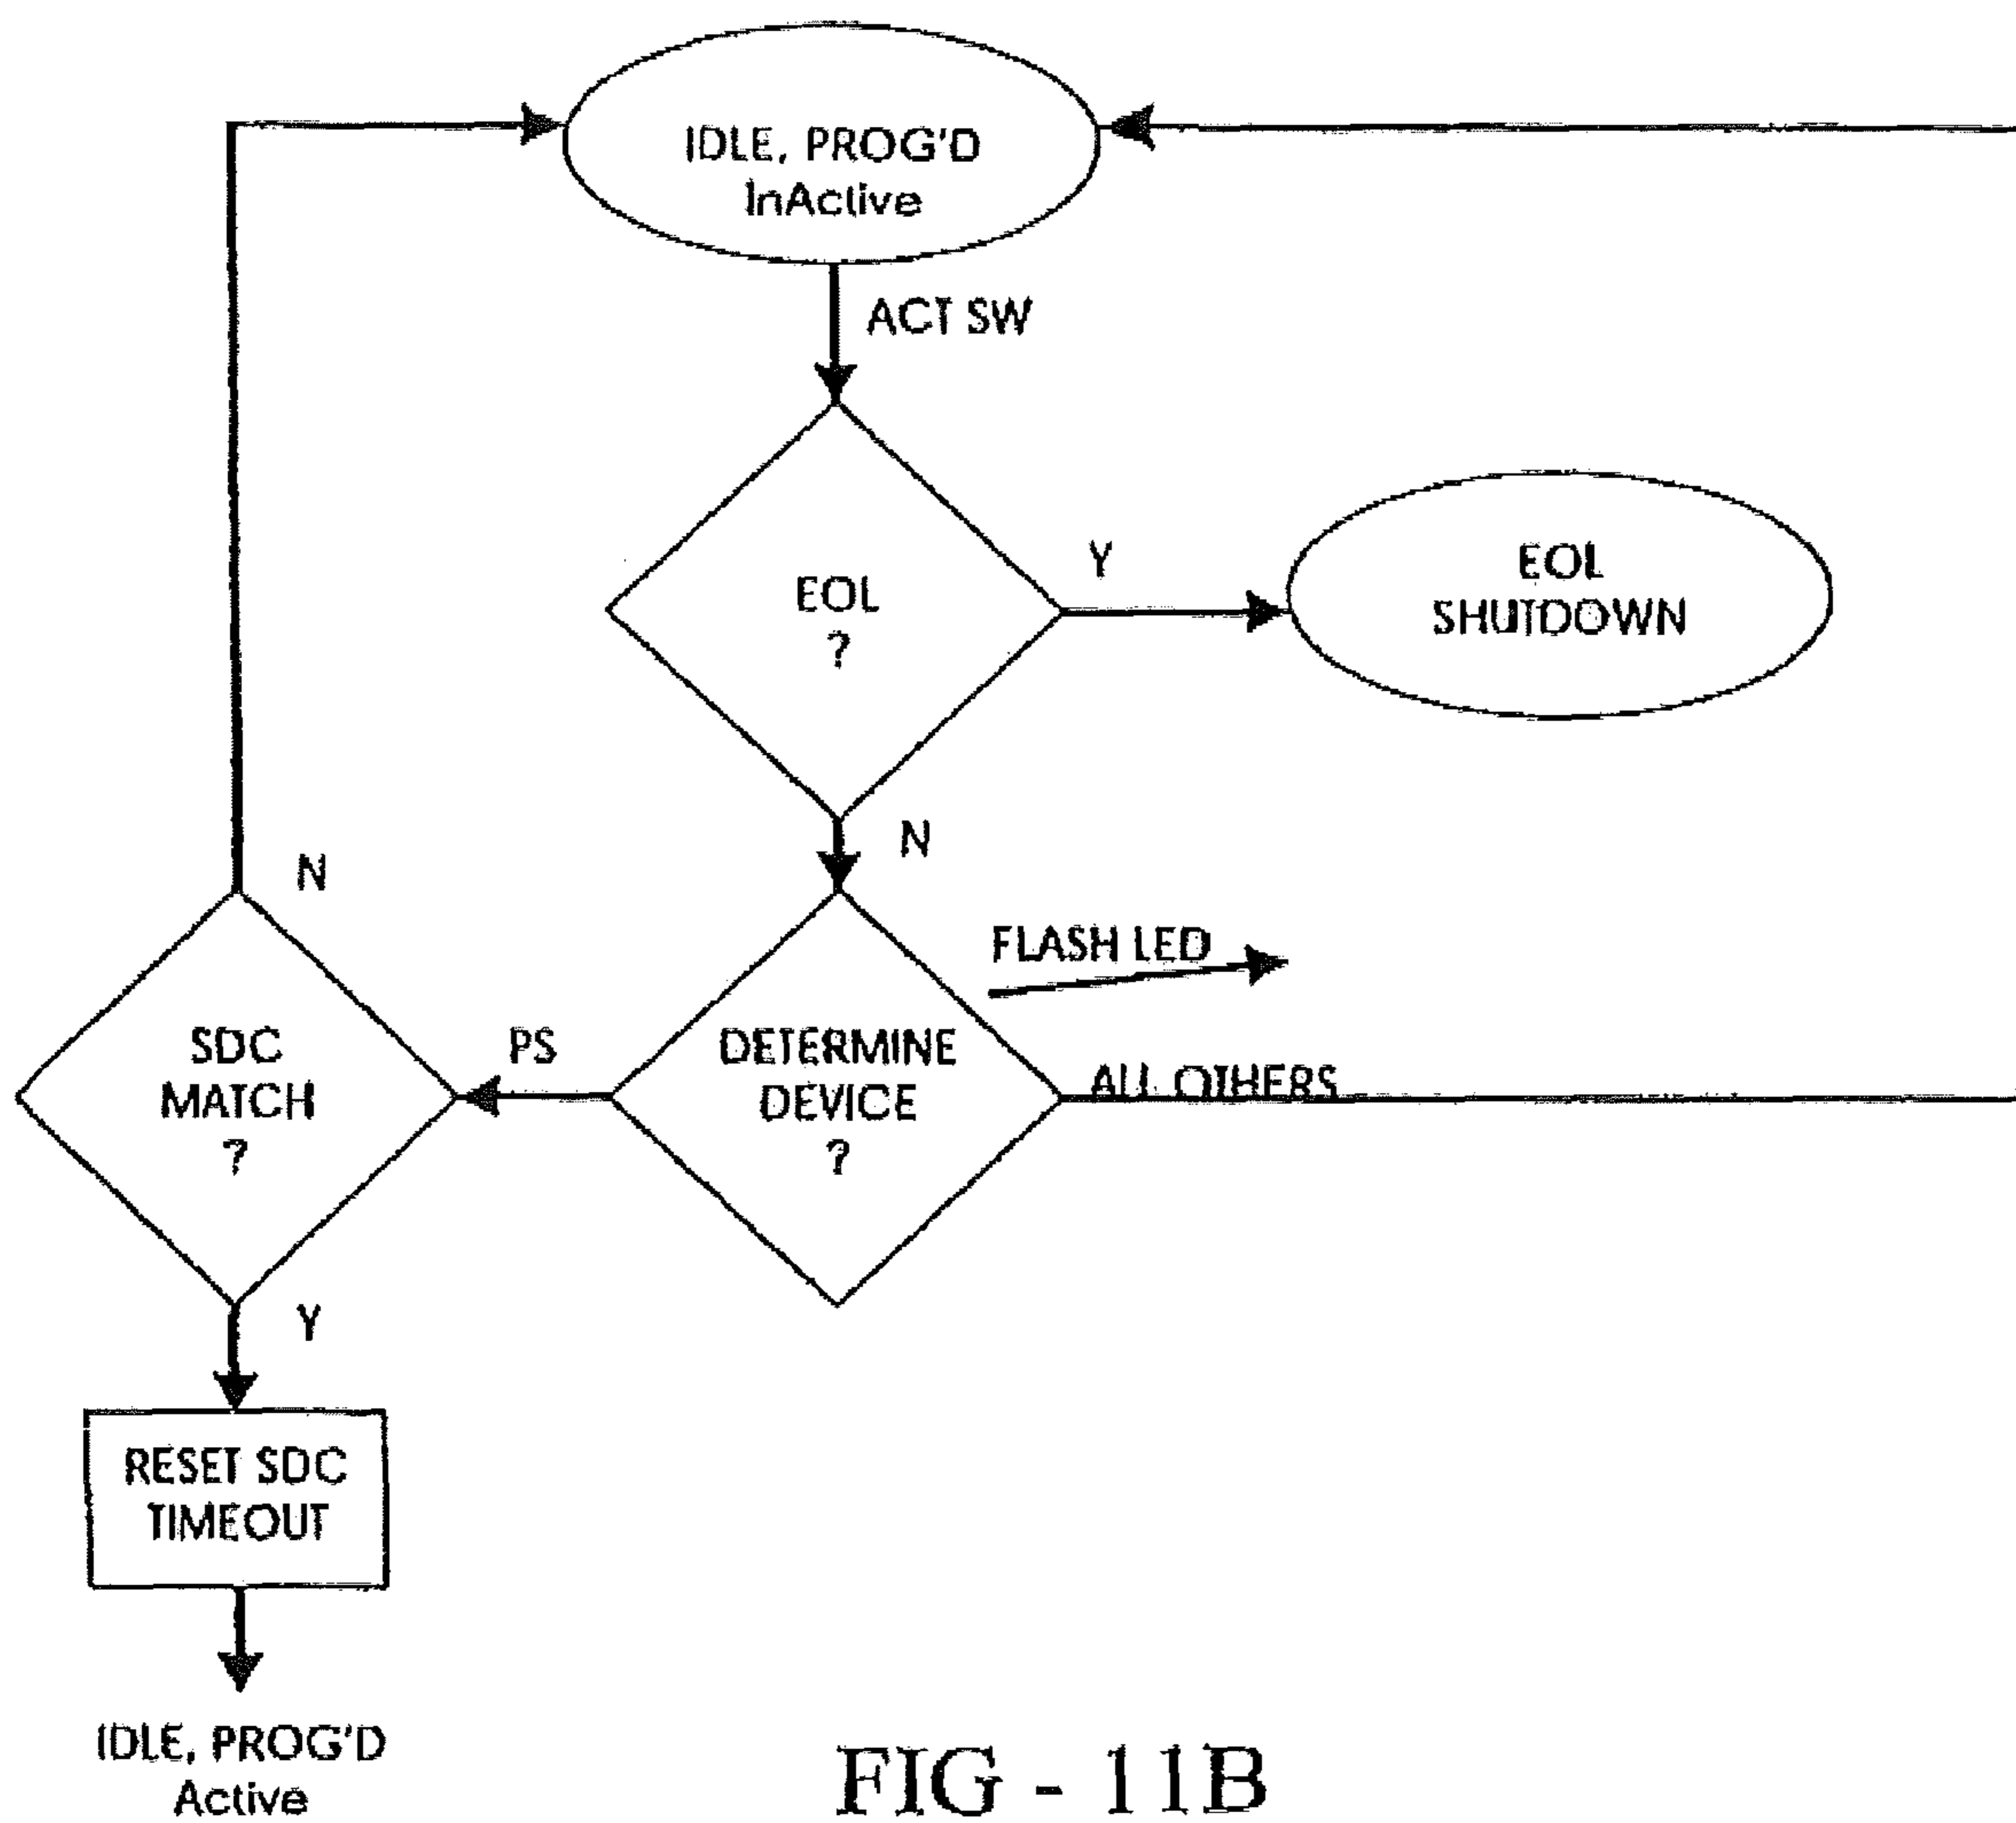 IDLE, PROG'D
InActive
ACT SW
EOL
?
Y
EOL
SHUTDOWN
N
N
FLASH LED
SDC
MATCH
?
PS
DETERMINE
DEVICE
?
ALL OTHERS
Y
RESET SDC
TIMEOUT
IDLE, PROG'D
Active
FIG - 11B